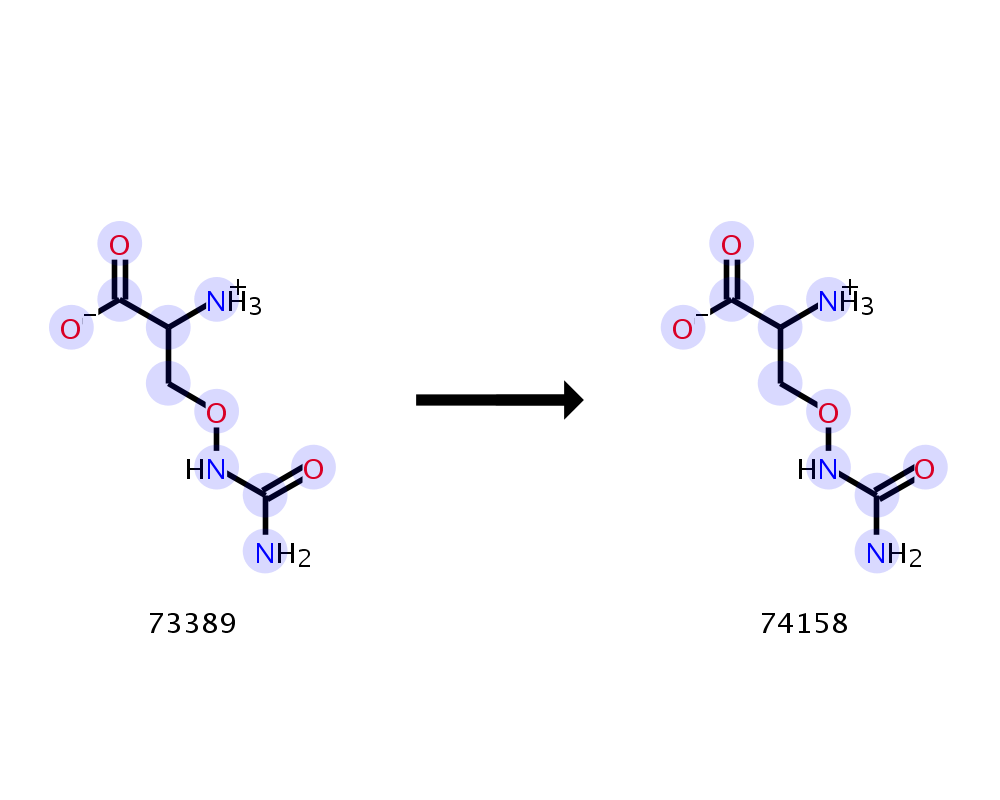 O O
NH3+ NH3+
O- O-
O O
HN O HN O
NH2 NH2
73389 74158